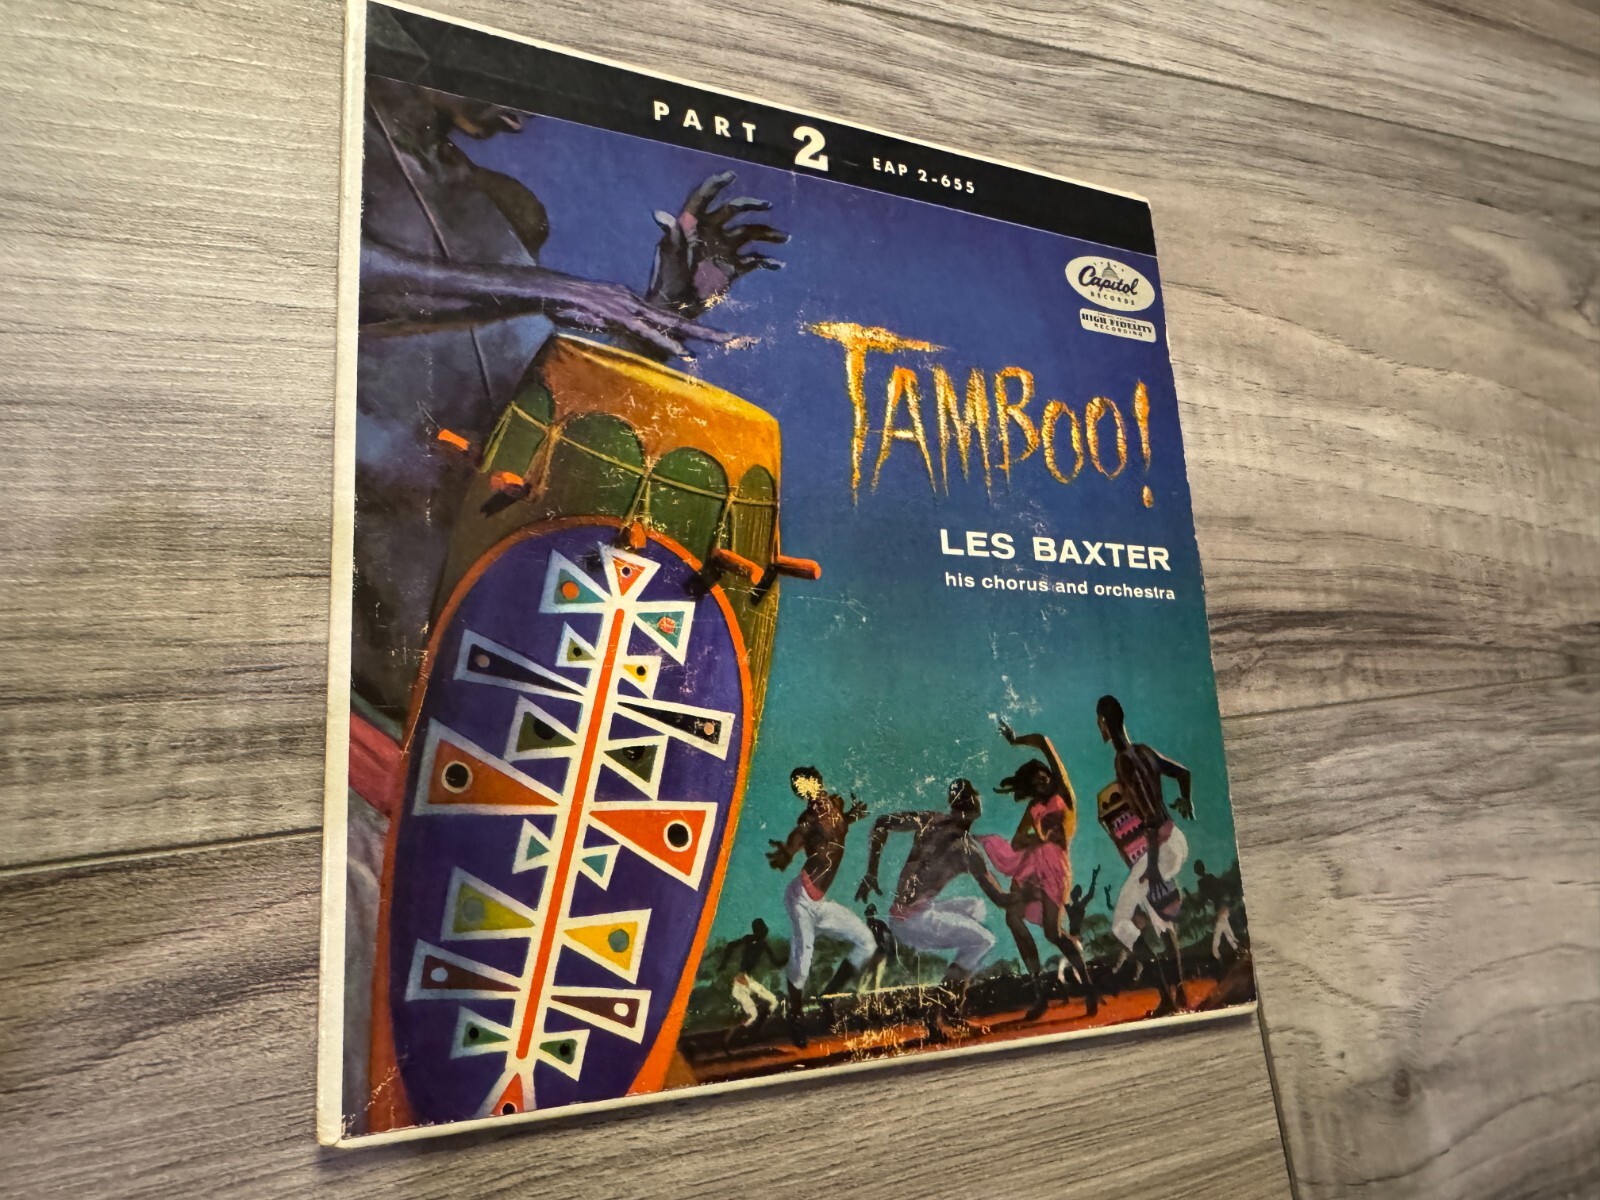 PART 2 EAP 2-655
Capitol
RECORDS
HIGH FIDELITY
RECORDING
TAMBOO!
LES BAXTER
his chorus and orchestra